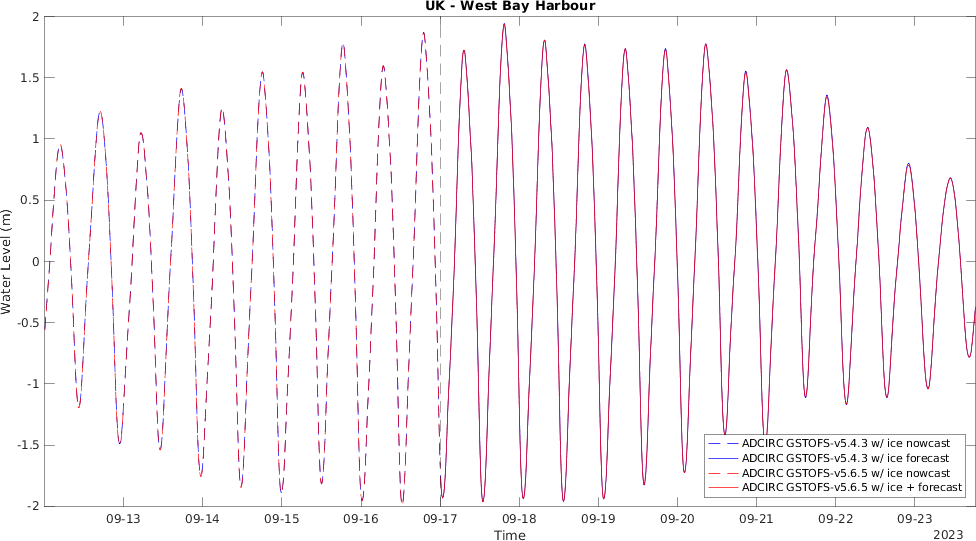 UK - West Bay Harbour
2
1.5
1
0.5
0
-0.5
-1
-1.5
-2
Water Level (m)
ADCIRC GSTOFS-v5.4.3 w/ ice nowcast
ADCIRC GSTOFS-v5.4.3 w/ ice forecast
ADCIRC GSTOFS-v5.6.5 w/ ice nowcast
ADCIRC GSTOFS-v5.6.5 w/ ice + forecast
09-13 09-14 09-15 09-16 09-17 09-18 09-19 09-20 09-21 09-22 09-23
Time
2023